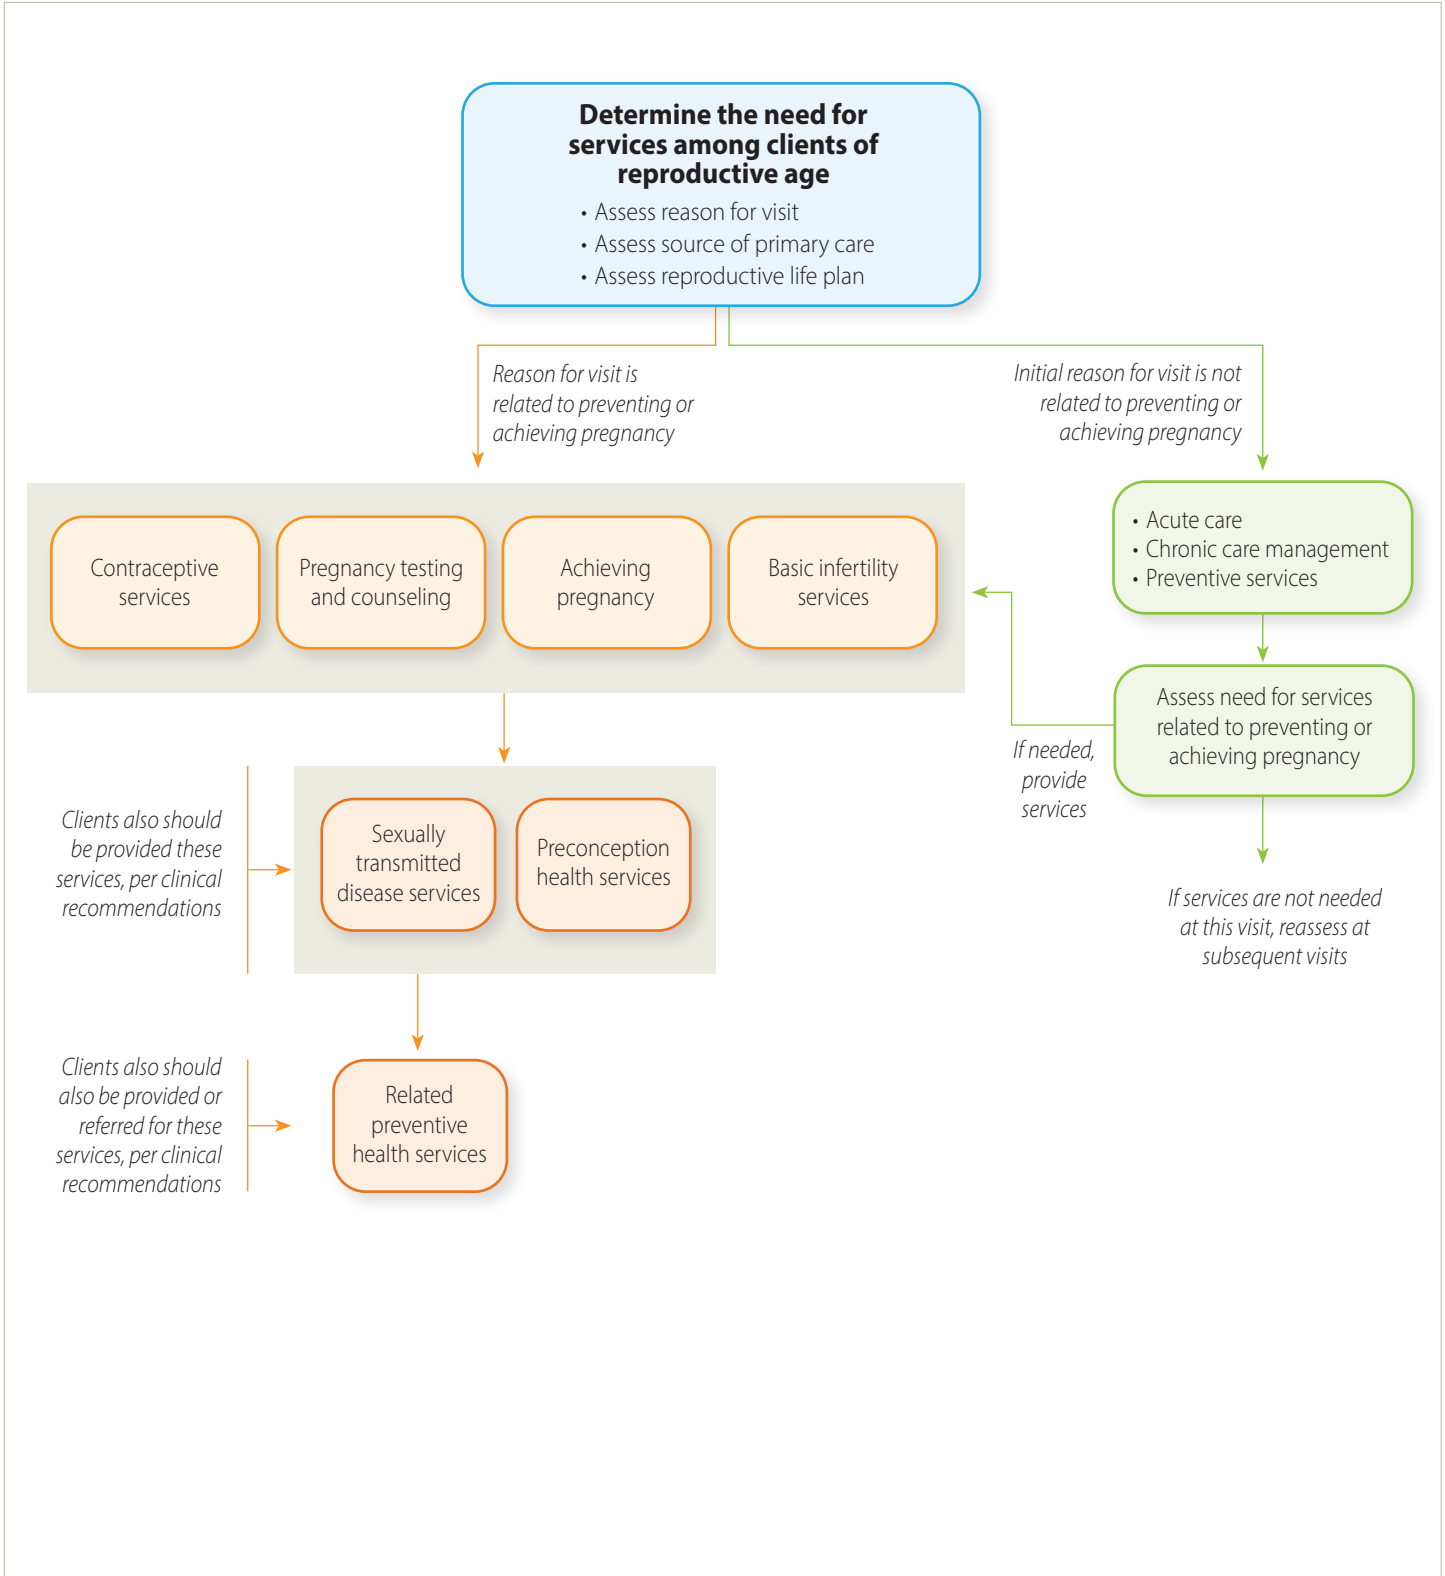 Determine the need for
services among clients of
reproductive age
• Assess reason for visit
• Assess source of primary care
• Assess reproductive life plan
Reason for visit is
related to preventing or
achieving pregnancy
Initial reason for visit is not
related to preventing or
achieving pregnancy
Contraceptive
services
Pregnancy testing
and counseling
Achieving
pregnancy
Basic infertility
services
• Acute care
• Chronic care management
• Preventive services
Assess need for services
related to preventing or
achieving pregnancy
If needed,
provide
services
If services are not needed
at this visit, reassess at
subsequent visits
Clients also should
be provided these
services, per clinical
recommendations
Sexually
transmitted
disease services
Preconception
health services
Clients also should
also be provided or
referred for these
services, per clinical
recommendations
Related
preventive
health services